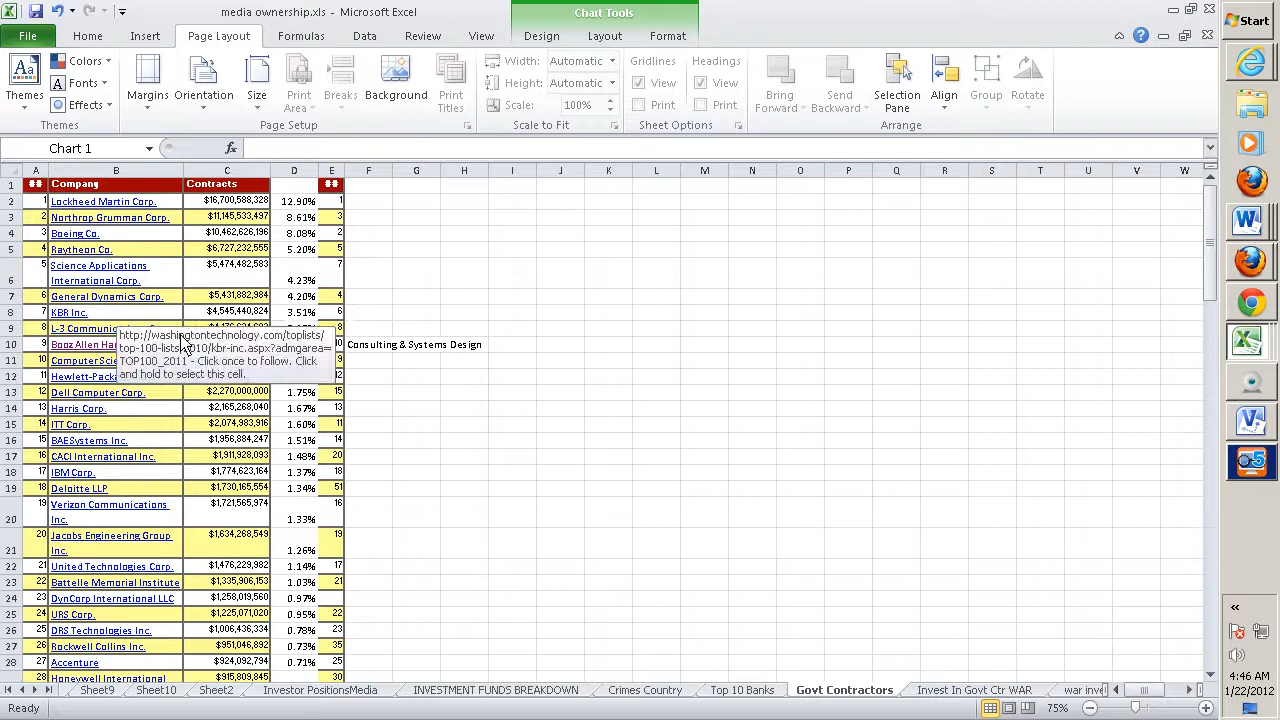 media ownership.xls - Microsoft Excel
Chart Tools
File Home Insert Page Layout Formulas Data Review View Design Layout Format
Themes
Colors
Fonts
Effects
Margins
Orientation
Size
Print Area
Breaks
Background
Print Titles
Width: Automatic
Height: Automatic
Scale: 100%
Gridlines
View
Print
Headings
View
Print
Bring Forward
Send Backward
Selection Pane
Align
Group
Rotate
Themes
Page Setup
Scale to Fit
Sheet Options
Arrange
Chart 1
fx
A B C D E F G H I J K L M N O P Q R S T U V W
1 ## Company Contracts ##
2 1 Lockheed Martin Corp. $16,700,588,328 12.90% 1
3 2 Northrop Grumman Corp. $11,145,533,497 8.61% 3
4 3 Boeing Co. $10,462,626,196 8.08% 2
5 4 Raytheon Co. $6,727,232,555 5.20% 5
5 Science Applications $5,474,482,583 7
6 International Corp. 4.23%
7 6 General Dynamics Corp. $5,431,882,984 4.20% 4
8 7 KBR Inc. $4,545,440,824 3.51% 6
9 8 L-3 Communic 8
10 9 Booz Allen Ha 10 Consulting & Systems Design
11 10 Computer Sci
12 11 Hewlett-Packa
http://washingtontechnology.com/toplists/
top-100-lists/2010/kbr-inc.aspx?admgarea=
TOP100_2011 - Click once to follow. Click
and hold to select this cell.
13 12 Dell Computer Corp. $2,270,000,000 1.75% 15
14 13 Harris Corp. $2,165,268,040 1.67% 13
15 14 ITT Corp. $2,074,983,916 1.60% 11
16 15 BAESystems Inc. $1,956,884,247 1.51% 14
17 16 CACI International Inc. $1,911,928,093 1.48% 20
18 17 IBM Corp. $1,774,623,164 1.37% 18
19 18 Deloitte LLP $1,730,165,554 1.34% 51
19 Verizon Communications $1,721,565,974 16
20 Inc. 1.33%
20 Jacobs Engineering Group $1,634,268,549 19
21 Inc. 1.26%
22 21 United Technologies Corp. $1,476,229,982 1.14% 17
23 22 Battelle Memorial Institute $1,335,906,153 1.03% 21
24 23 DynCorp International LLC $1,258,019,560 0.97%
25 24 URS Corp. $1,225,071,020 0.95% 22
26 25 DRS Technologies Inc. $1,006,436,334 0.78% 23
27 26 Rockwell Collins Inc. $951,046,892 0.73% 35
28 27 Accenture $924,092,794 0.71% 25
28 Honeywell International $915,809,845 30
Sheet9 Sheet10 Sheet2 Investor PositionsMedia INVESTMENT FUNDS BREAKDOWN Crimes Country Top 10 Banks Govt Contractors Invest In Govt Ctr WAR war inv
Ready
75%
Start
4:46 AM
1/22/2012